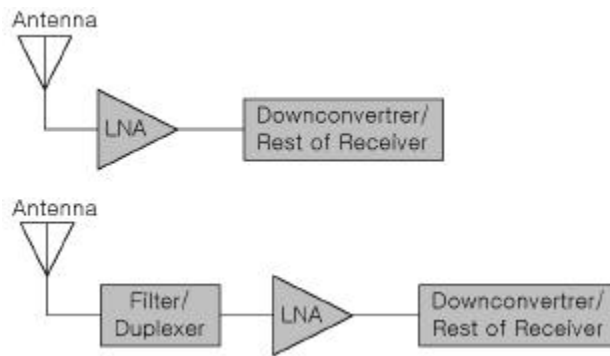 Antenna
LNA
Downconvertrer/
Rest of Receiver
Antenna
Filter/
Duplexer
LNA
Downconvertrer/
Rest of Receiver